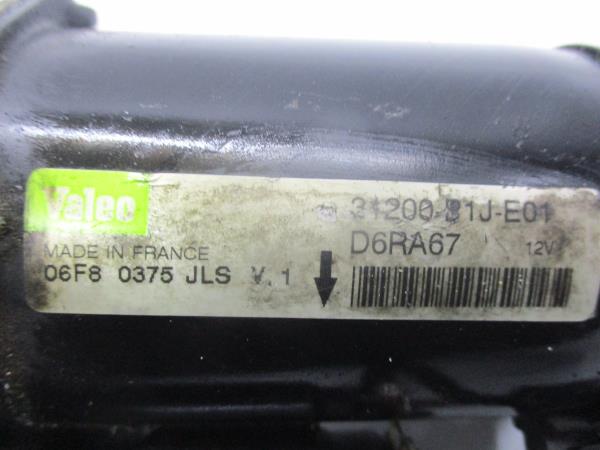 Valeo
31200-81J-E01
MADE IN FRANCE
D6RA67 12V
06F8 0375 JLS V.1